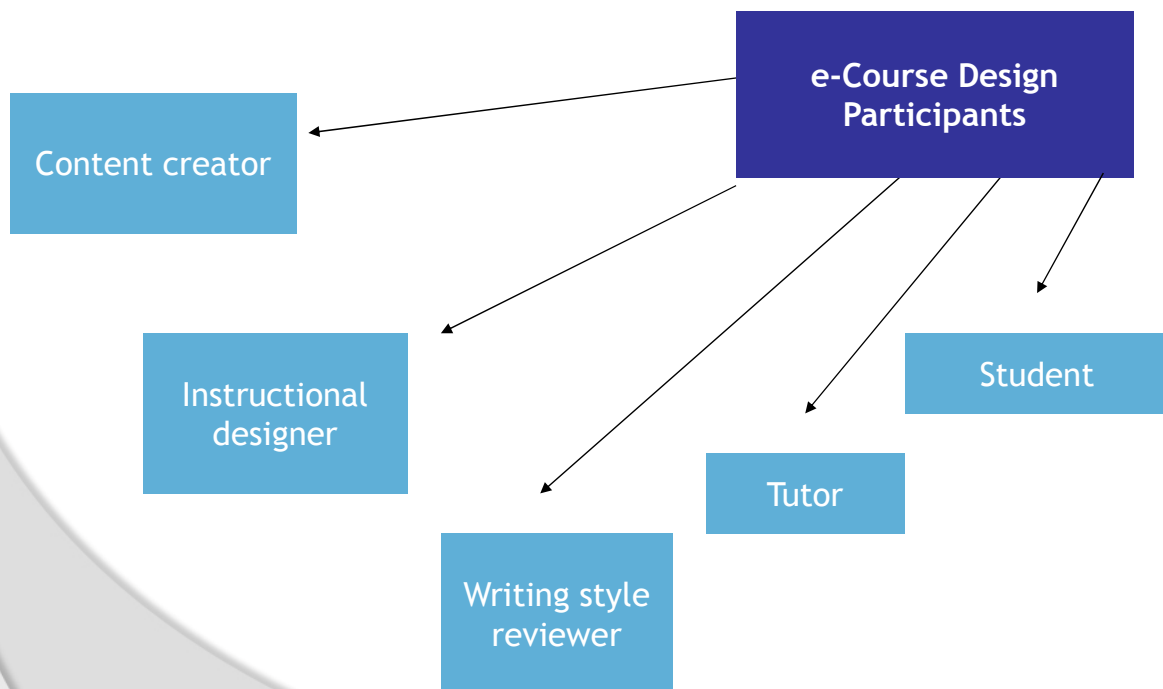 e-Course Design
Participants
Content creator
Instructional
designer
Student
Tutor
Writing style
reviewer